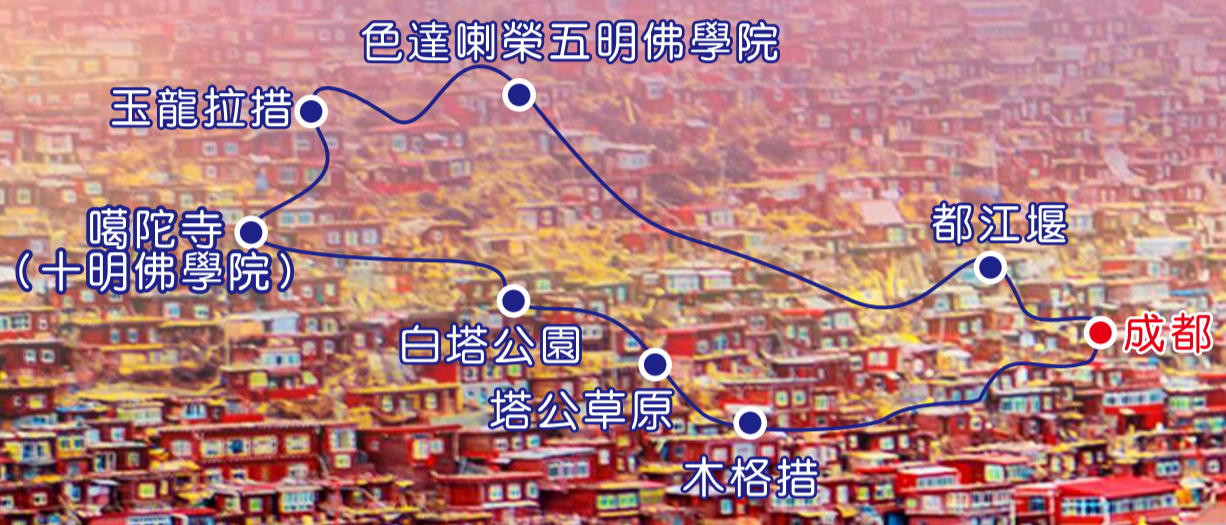 色達喇榮五明佛學院
玉龍拉措
噶陀寺
（十明佛學院）
都江堰
成都
白塔公園
塔公草原
木格措